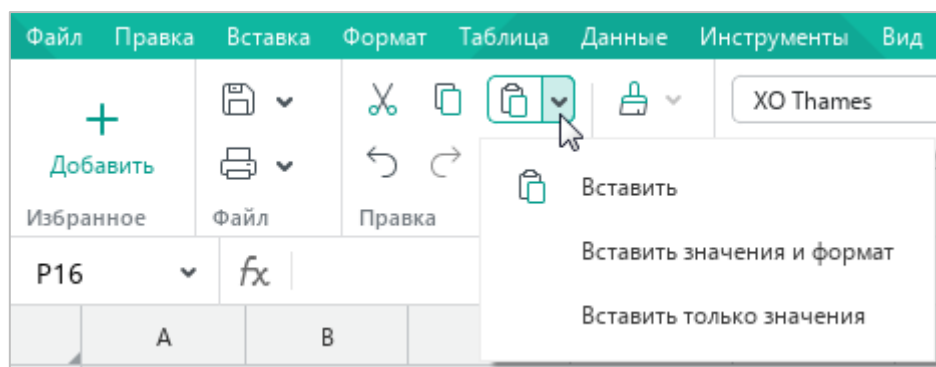 Файл Правка Вставка Формат Таблица Данные Инструменты Вид
XO Thames
Добавить
Избранное Файл Правка
Вставить
Вставить значения и формат
Вставить только значения
P16 fx
A B